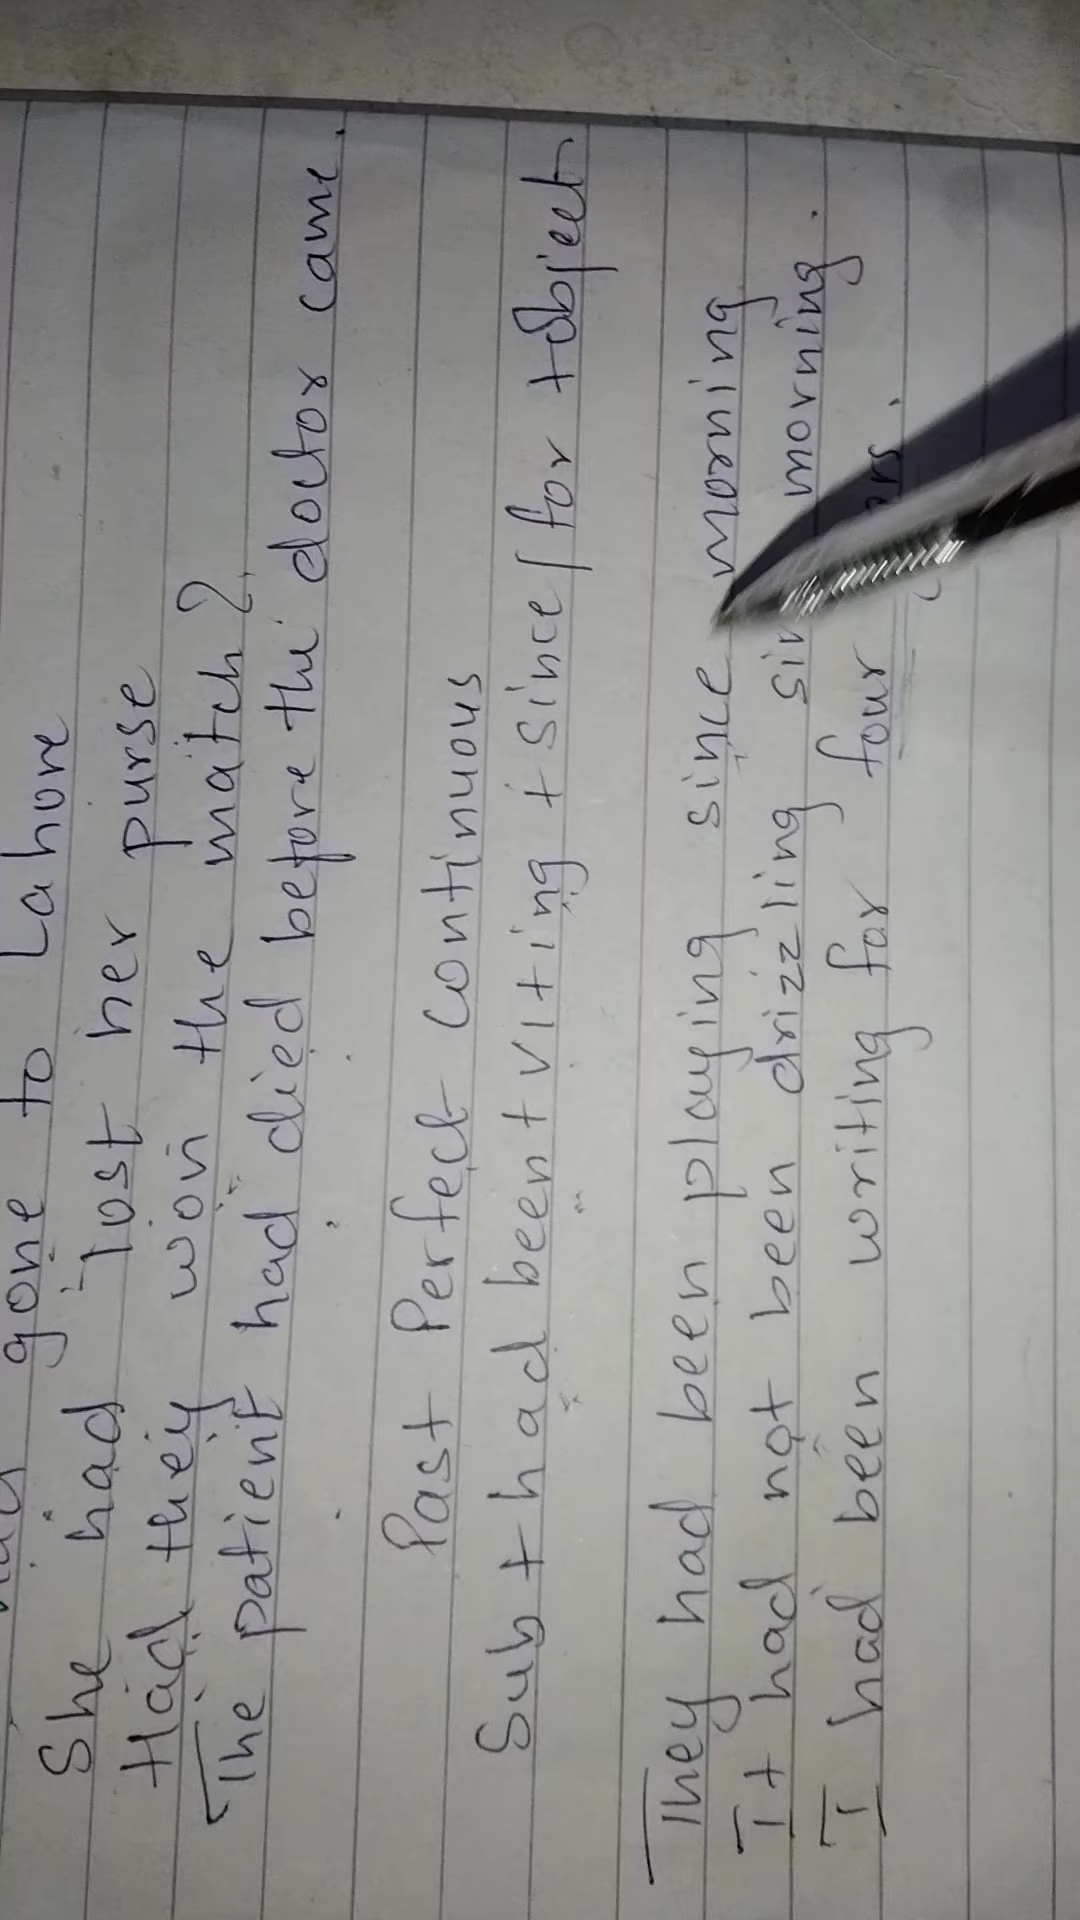 gone to Lahore
She had lost her purse
Had they won the match?
The patient had died before the doctor came.
Past Perfect Continuous
Sub + had been + v1 + ing + since / for + object
They had been playing since morning
It had not been drizzling morning.
I had been writing for four